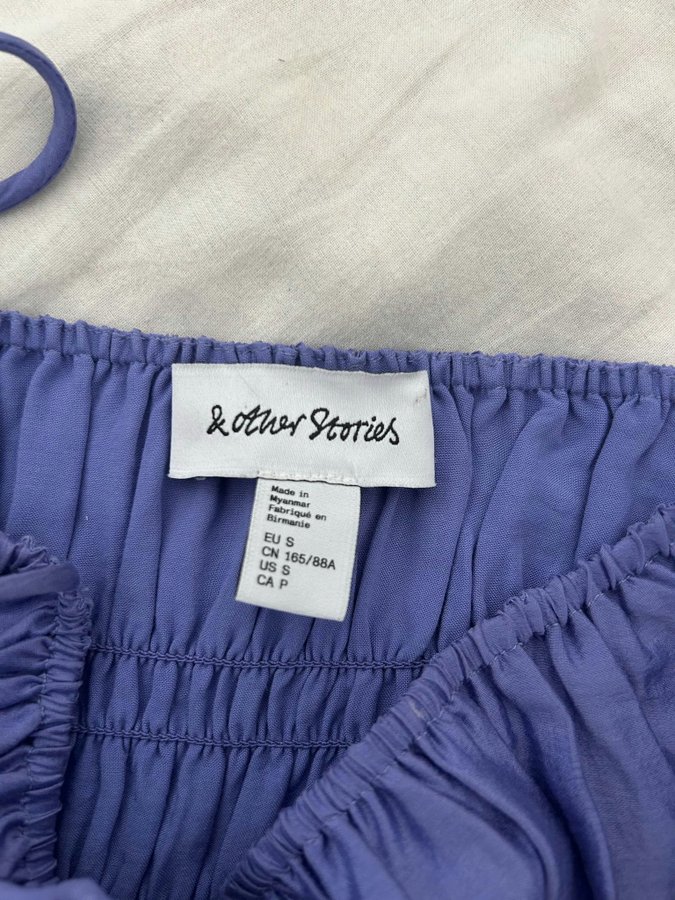 & other Stories
Made in
Myanmar
Fabriqué en
Birmanie
EU S
CN 165/88A
US S
CA P